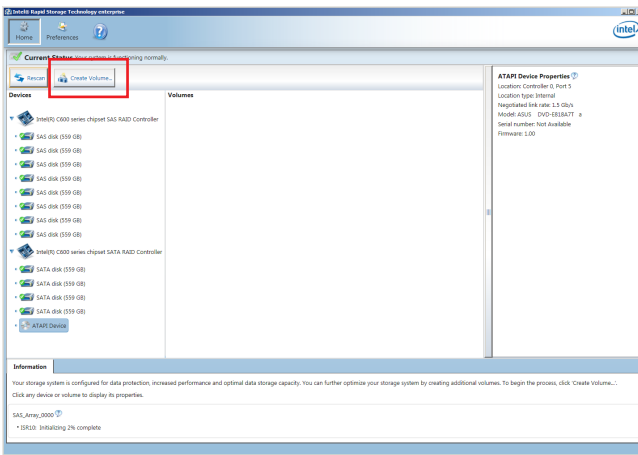 Intel® Rapid Storage Technology enterprise
Home
Preferences
intel
Current Status Your system is functioning normally.
Rescan
Create Volume...
Devices
Volumes
Intel(R) C600 series chipset SAS RAID Controller
SAS disk (559 GB)
SAS disk (559 GB)
SAS disk (559 GB)
SAS disk (559 GB)
SAS disk (559 GB)
SAS disk (559 GB)
SAS disk (559 GB)
SAS disk (559 GB)
Intel(R) C600 series chipset SATA RAID Controller
SATA disk (559 GB)
SATA disk (559 GB)
SATA disk (559 GB)
SATA disk (559 GB)
ATAPI Device
ATAPI Device Properties
Location: Controller 0, Port 5
Location type: Internal
Negotiated link rate: 1.5 Gb/s
Model: ASUS DVD-E818A7T a
Serial number: Not Available
Firmware: 1.00
Information
Your storage system is configured for data protection, increased performance and optimal data storage capacity. You can further optimize your storage system by creating additional volumes. To begin the process, click 'Create Volume...'.
Click any device or volume to display its properties.
SAS_Array_0000
• ISR10: Initializing 2% complete